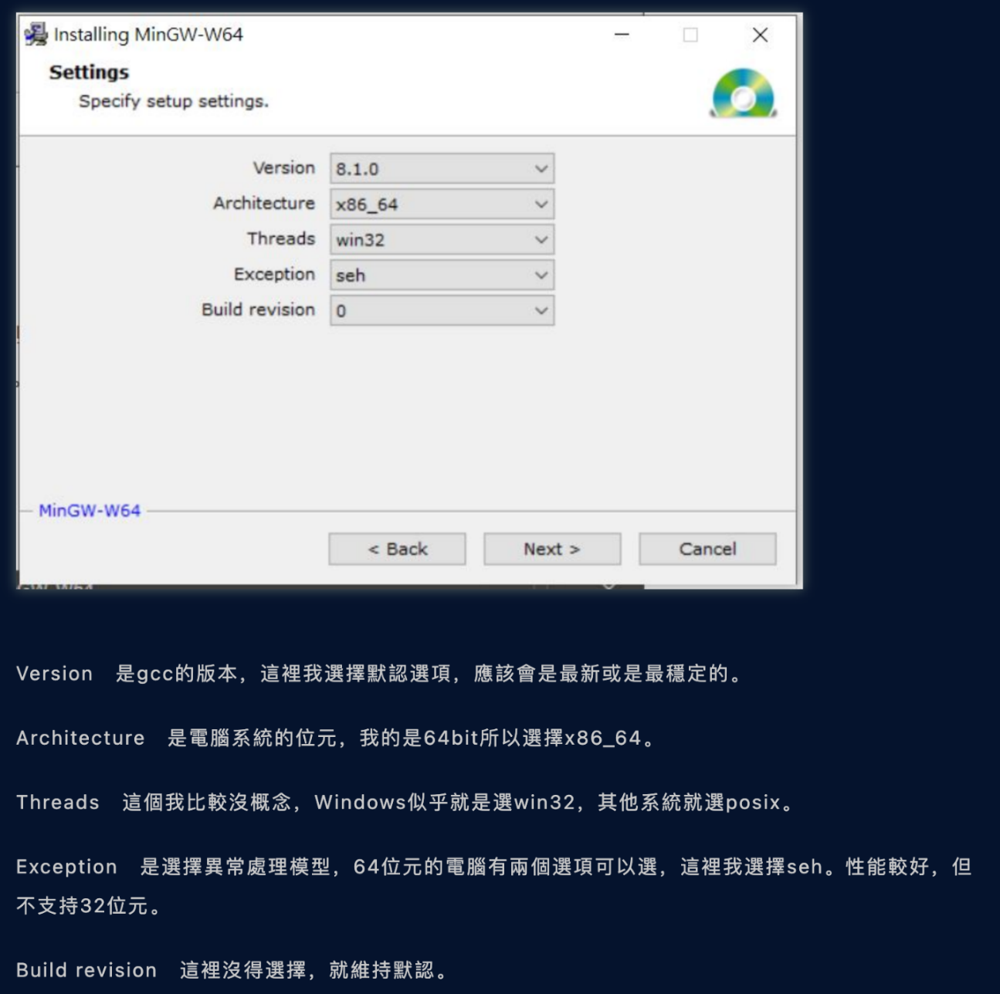 Installing MinGW-W64
Settings
Specify setup settings.
Version 8.1.0
Architecture x86_64
Threads win32
Exception seh
Build revision 0
MinGW-W64
< Back Next > Cancel
Version 是gcc的版本，這裡我選擇默認選項，應該會是最新或是最穩定的。
Architecture 是電腦系統的位元，我的是64bit所以選擇x86_64。
Threads 這個我比較沒概念，Windows似乎就是選win32，其他系統就選posix。
Exception 是選擇異常處理模型，64位元的電腦有兩個選項可以選，這裡我選擇seh。性能較好，但
不支持32位元。
Build revision 這裡沒得選擇，就維持默認。